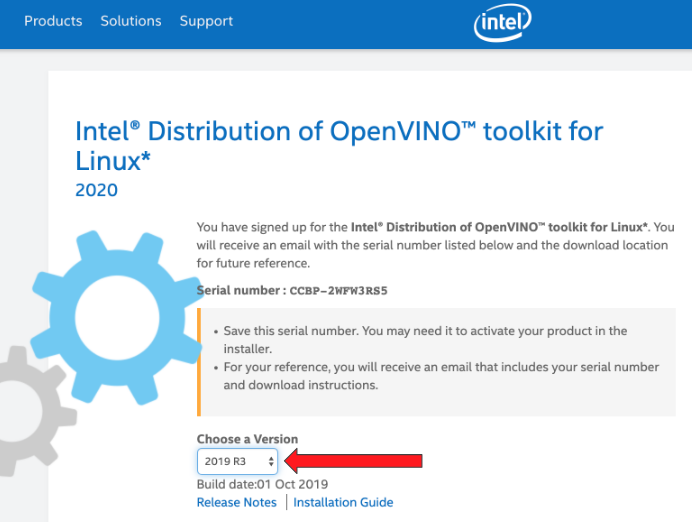 Products Solutions Support
intel
Intel® Distribution of OpenVINO™ toolkit for
Linux*
2020
You have signed up for the Intel® Distribution of OpenVINO™ toolkit for Linux*. You
will receive an email with the serial number listed below and the download location
for future reference.
Serial number : CCBP-2WFW3RS5
• Save this serial number. You may need it to activate your product in the
installer.
• For your reference, you will receive an email that includes your serial number
and download instructions.
Choose a Version
2019 R3
Build date:01 Oct 2019
Release Notes | Installation Guide